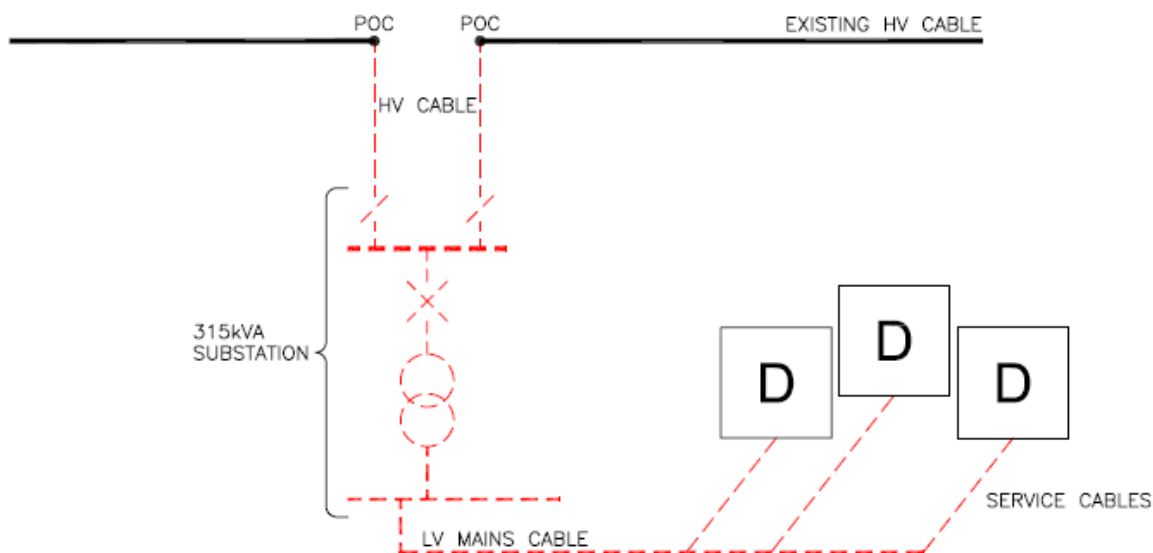 POC
POC
EXISTING HV CABLE
HV CABLE
315kVA
SUBSTATION
D
D
D
SERVICE CABLES
LV MAINS CABLE